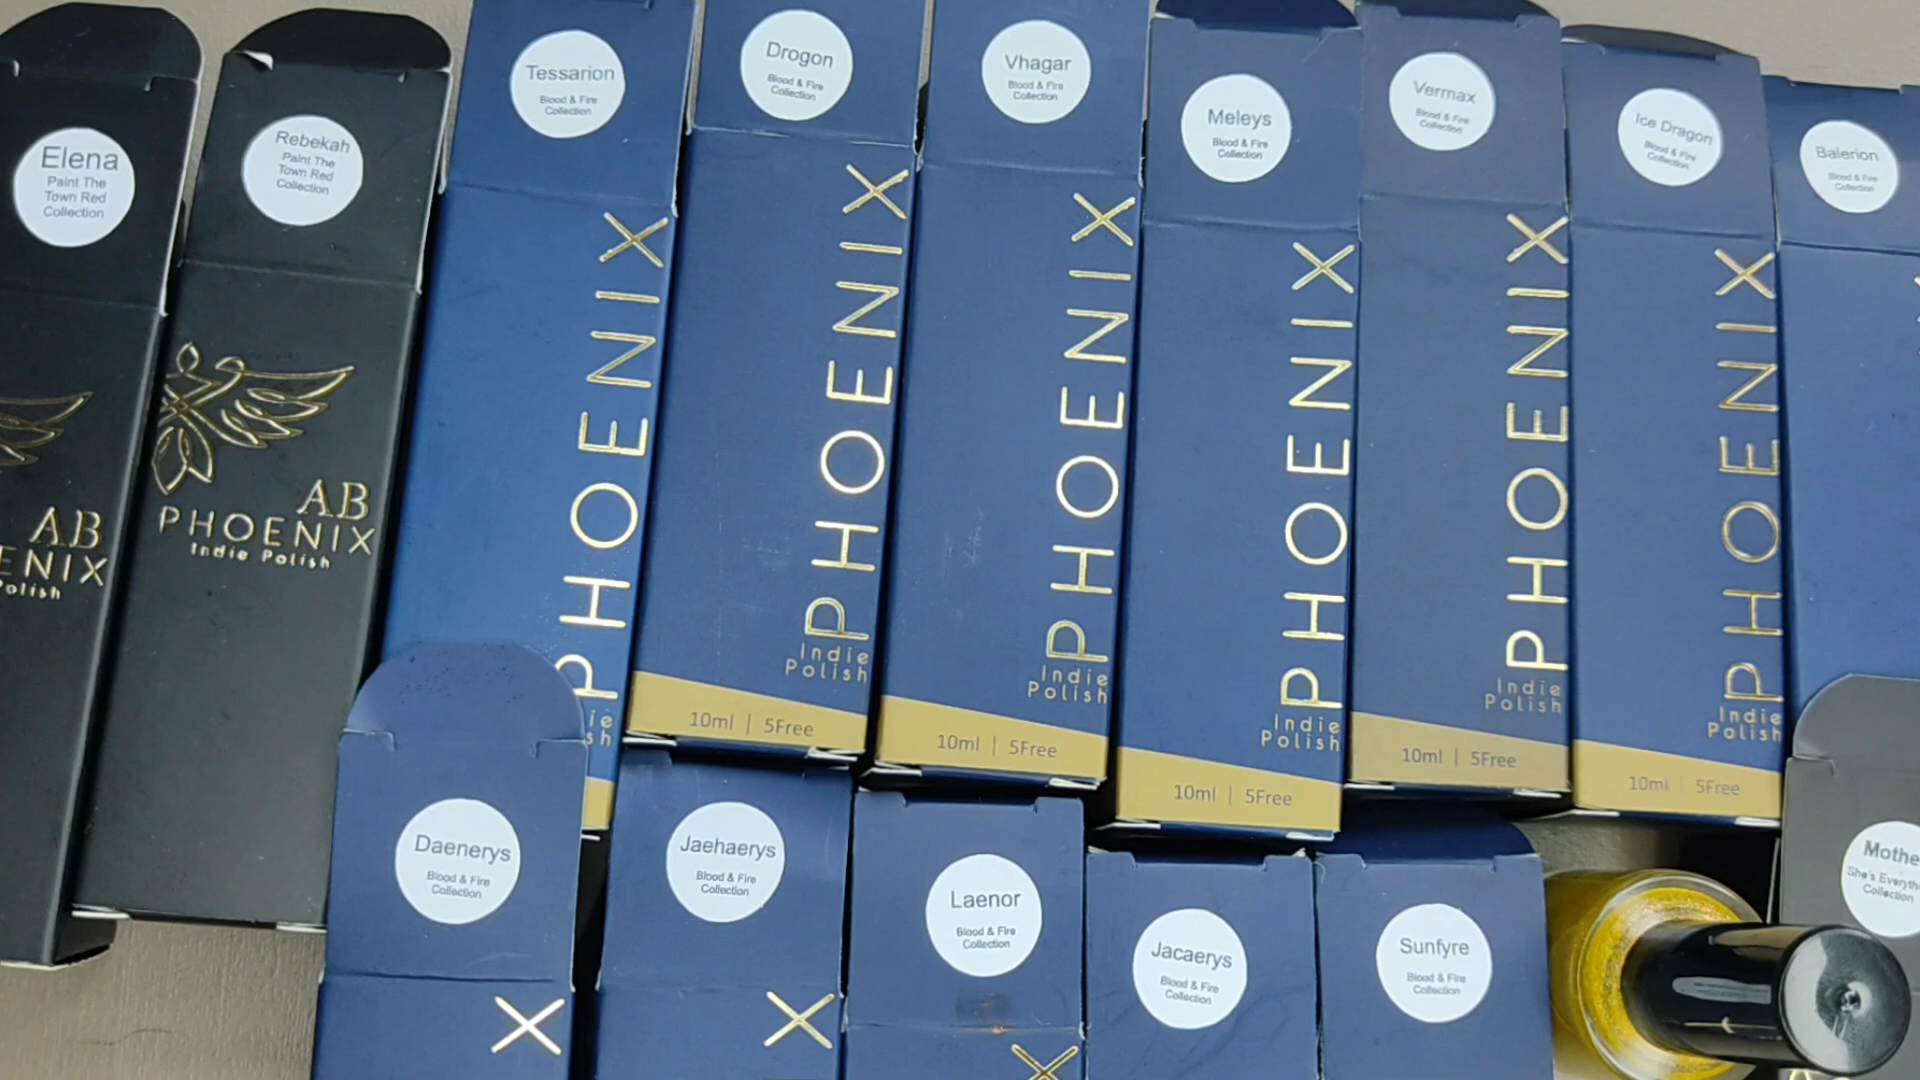 Elena
Paint The
Town Red
Collection
AB
ENIX
Polish
Rebekah
Paint The
Town Red
Collection
AB
PHOENIX
Indie Polish
Tessarion
Blood & Fire
Collection
PHOENIX
ie
sh
Drogon
Blood & Fire
Collection
PHOENIX
Indie
Polish
10ml | 5Free
Vhagar
Blood & Fire
Collection
PHOENIX
Indie
Polish
10ml | 5Free
Meleys
Blood & Fire
Collection
PHOENIX
Indie
Polish
10ml | 5Free
Vermax
Blood & Fire
Collection
PHOENIX
Indie
Polish
10ml | 5Free
Ice Dragon
Blood & Fire
Collection
PHOENIX
Indie
Polish
10ml | 5Free
Balerion
Blood & Fire
Collection
Daenerys
Blood & Fire
Collection
X
Jaehaerys
Blood & Fire
Collection
X
Laenor
Blood & Fire
Collection
X
Jacaerys
Blood & Fire
Collection
Sunfyre
Blood & Fire
Collection
Mothe
She's Everyth
Collection